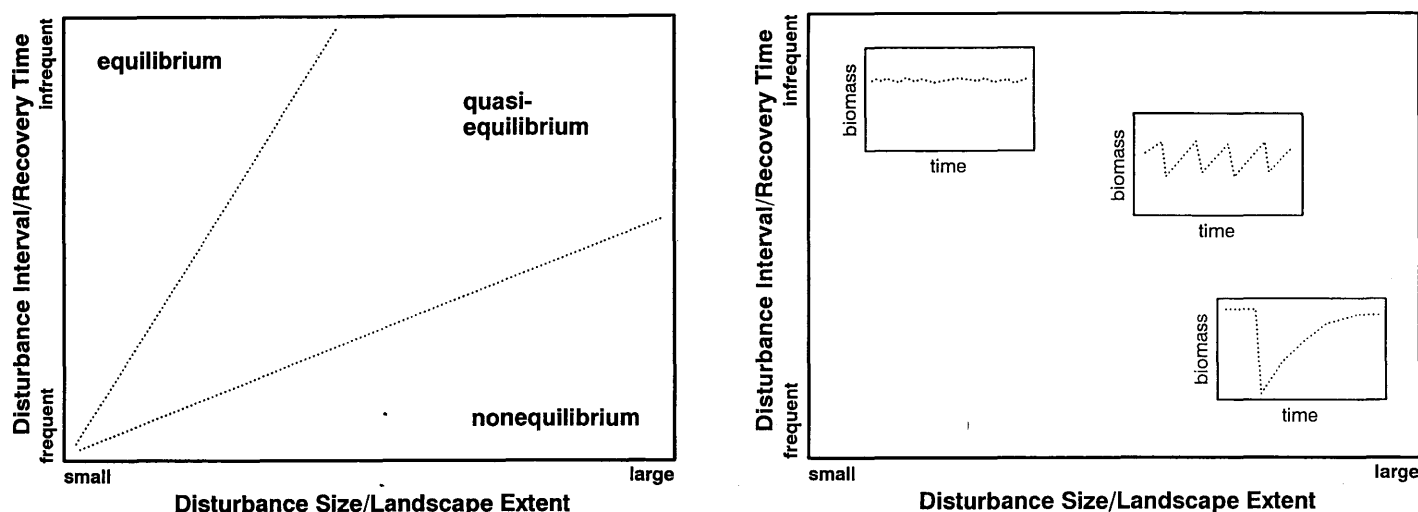 Disturbance Interval/Recovery Time
infrequent
frequent
equilibrium
quasi-
equilibrium
nonequilibrium
small
large
Disturbance Size/Landscape Extent
Disturbance Interval/Recovery Time
infrequent
frequent
biomass
time
biomass
time
biomass
time
small
large
Disturbance Size/Landscape Extent